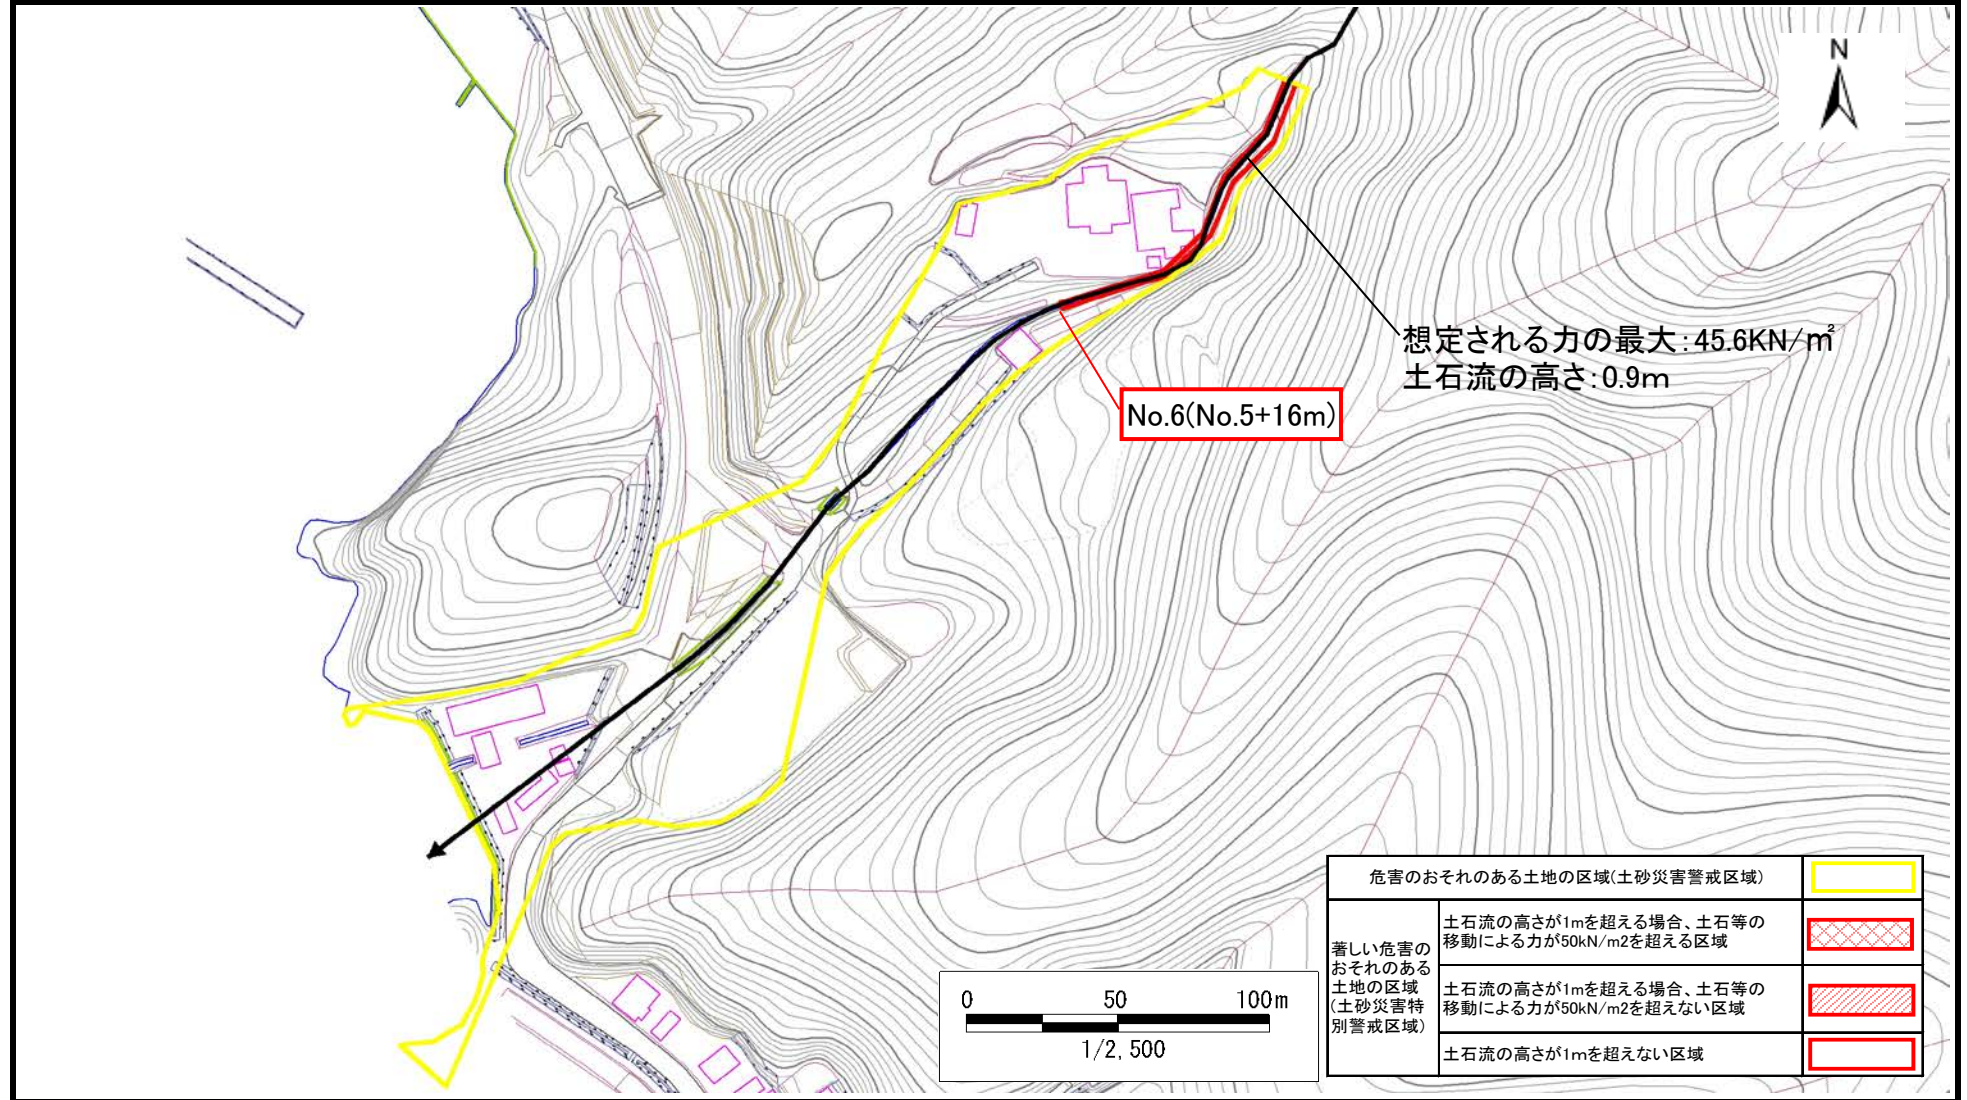 N
想定される力の最大:45.6KN/㎡
土石流の高さ:0.9m
No.6(No.5+16m)
危害のおそれのある土地の区域(土砂災害警戒区域)
著しい危害の
おそれのある
土地の区域
(土砂災害特
別警戒区域)
土石流の高さが1mを超える場合、土石等の
移動による力が50kN/m2を超える区域
土石流の高さが1mを超える場合、土石等の
移動による力が50kN/m2を超えない区域
土石流の高さが1mを超えない区域
0 50 100m
1/2,500